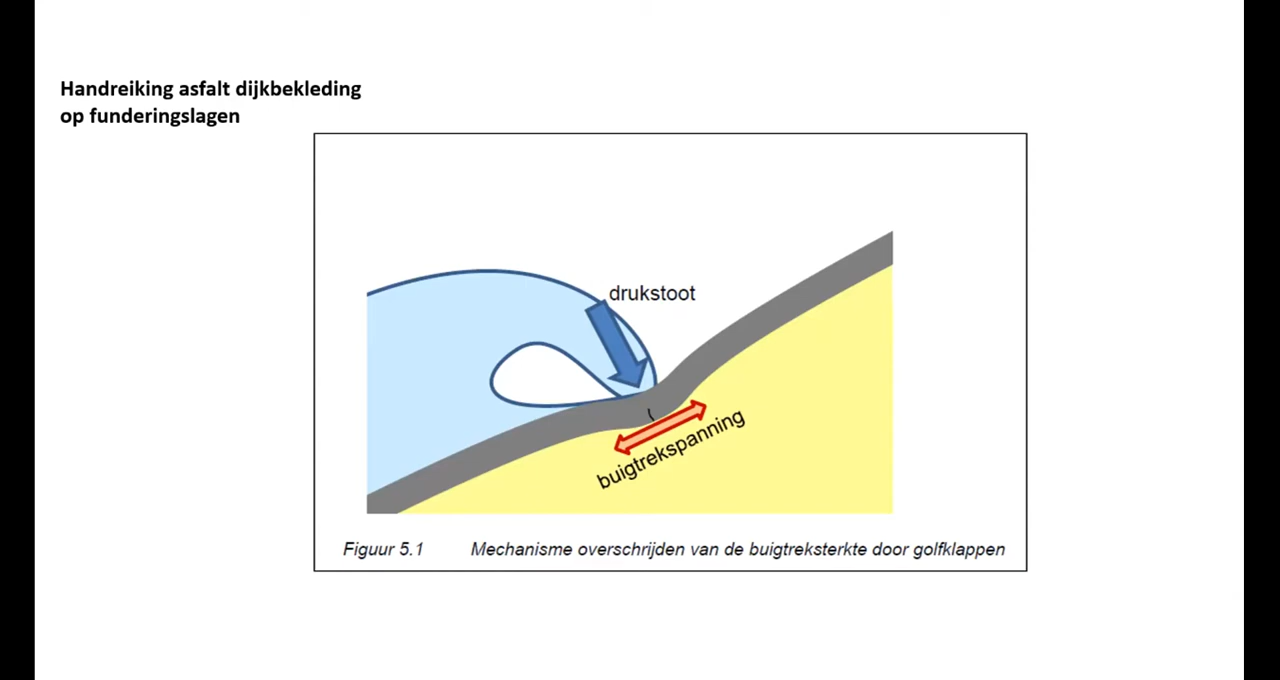 Handreiking asfalt dijkbekleding
op funderingslagen
drukstoot
buigtrekspanning
Figuur 5.1 Mechanisme overschrijden van de buigtreksterkte door golfklappen